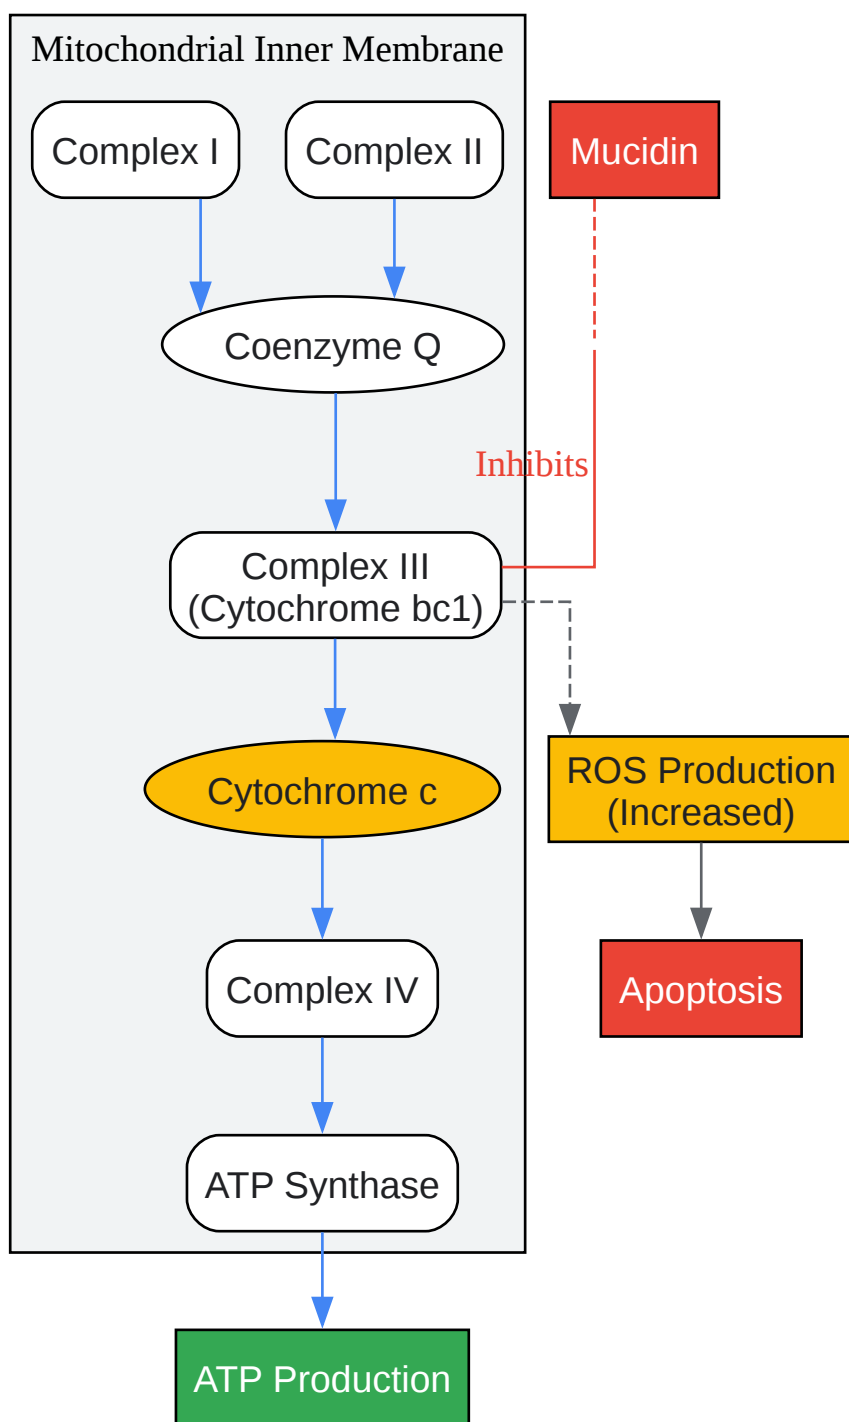 Mitochondrial Inner Membrane
Complex I
Complex II
Mucidin
Coenzyme Q
Inhibits
Complex III
(Cytochrome bc1)
Cytochrome c
ROS Production
(Increased)
Complex IV
Apoptosis
ATP Synthase
ATP Production